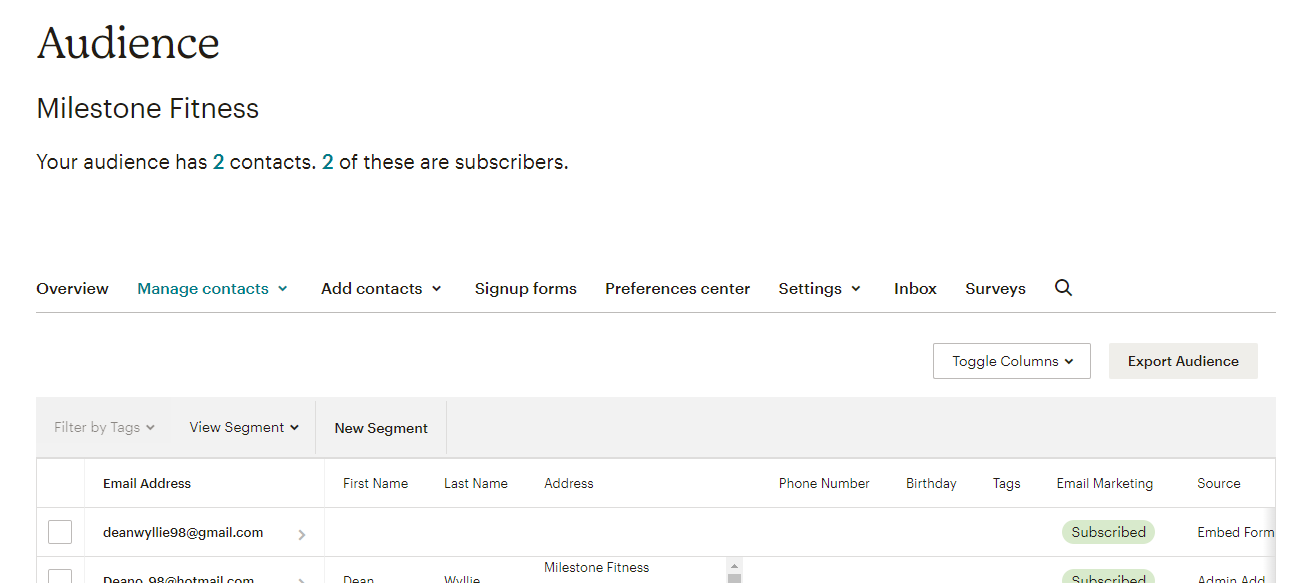 Audience
Milestone Fitness
Your audience has 2 contacts. 2 of these are subscribers.
Overview Manage contacts Add contacts Signup forms Preferences center Settings Inbox Surveys
Toggle Columns Export Audience
Filter by Tags View Segment New Segment
Email Address First Name Last Name Address Phone Number Birthday Tags Email Marketing Source
deanwyllie98@gmail.com Subscribed Embed Form
Milestone Fitness
Deano_98@hotmail.com Dean Wyllie Subscribed Admin Add